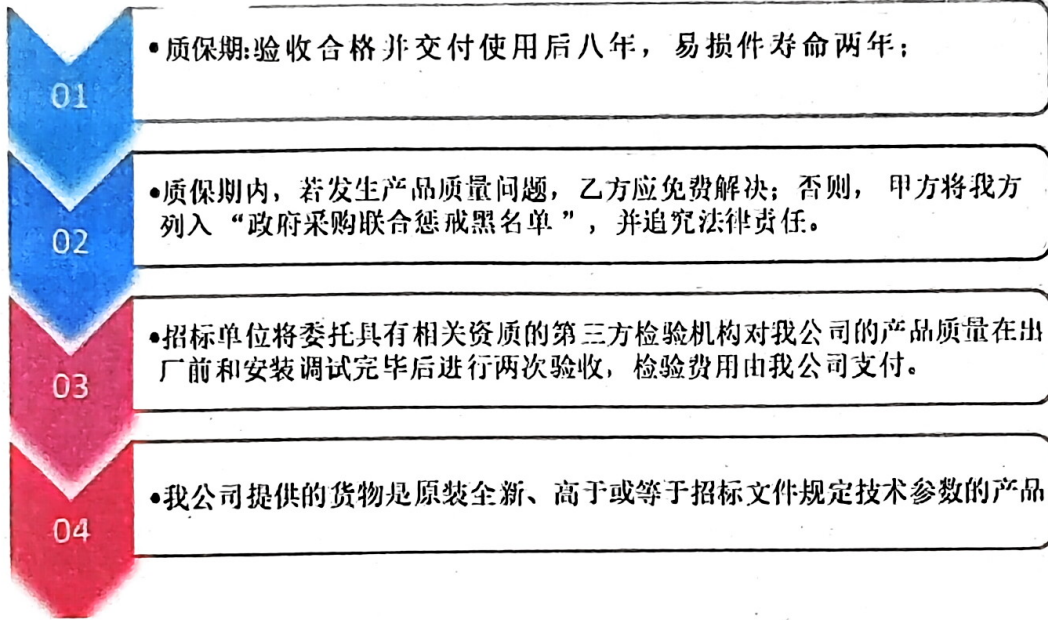 01
•质保期:验收合格并交付使用后八年，易损件寿命两年；
02
•质保期内，若发生产品质量问题，乙方应免费解决；否则， 甲方将我方
列入“政府采购联合惩戒黑名单”，并追究法律责任。
03
•招标单位将委托具有相关资质的第三方检验机构对我公司的产品质量在出
厂前和安装调试完毕后进行两次验收，检验费用由我公司支付。
04
•我公司提供的货物是原装全新、高于或等于招标文件规定技术参数的产品